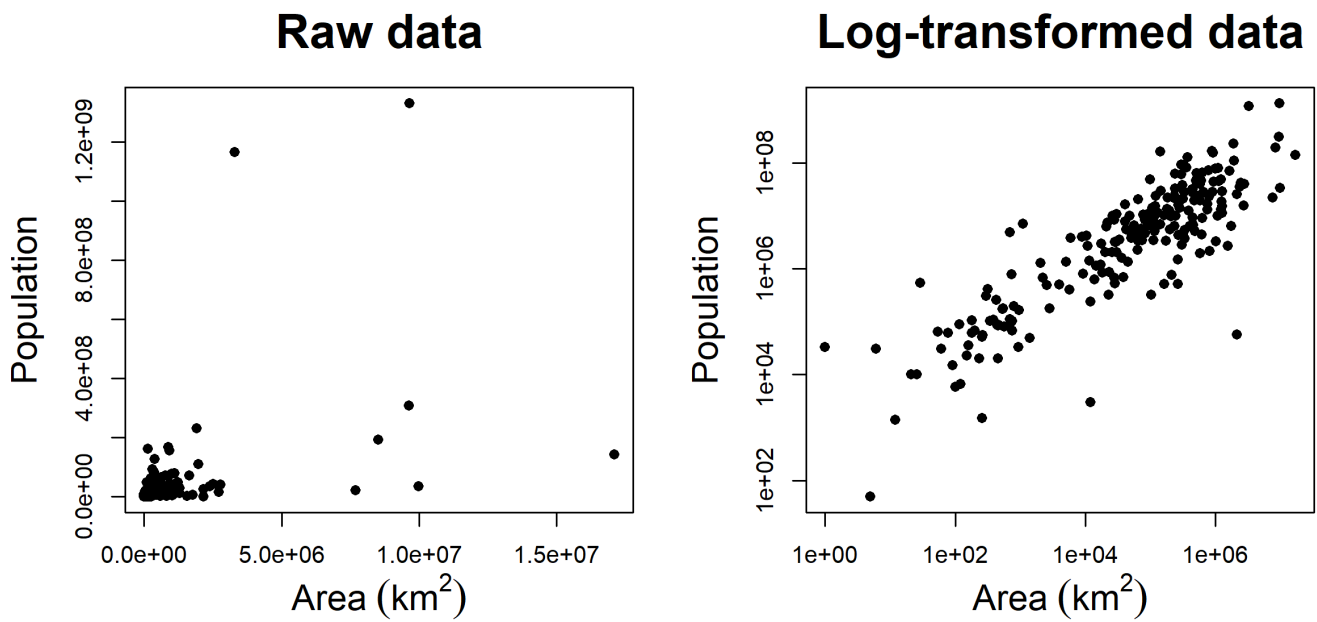 Raw data
Log-transformed data
Population
1.2e+09
8.0e+08
4.0e+08
0.0e+00
0.0e+00 5.0e+06 1.0e+07 1.5e+07
Area (km²)
Population
1e+08
1e+06
1e+04
1e+02
1e+00 1e+02 1e+04 1e+06
Area (km²)